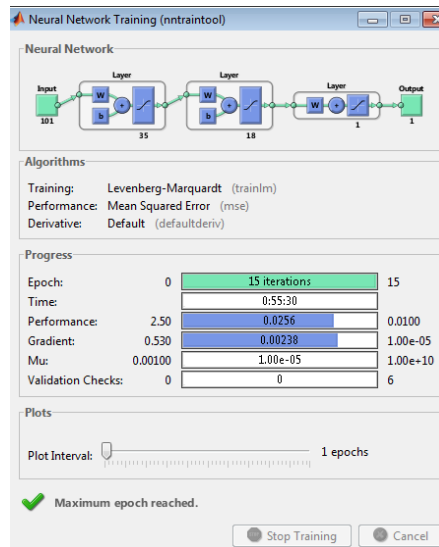 Neural Network Training (nntraintool)
Neural Network
Layer Layer Layer
Input Output
W W W
b b
+ + +
101 35 18 1 1
Algorithms
Training: Levenberg-Marquardt (trainlm)
Performance: Mean Squared Error (mse)
Derivative: Default (defaultderiv)
Progress
Epoch: 0 15 iterations 15
Time: 0:55:30
Performance: 2.50 0.0256 0.0100
Gradient: 0.530 0.00238 1.00e-05
Mu: 0.00100 1.00e-05 1.00e+10
Validation Checks: 0 0 6
Plots
Plot Interval: 1 epochs
Maximum epoch reached.
Stop Training Cancel